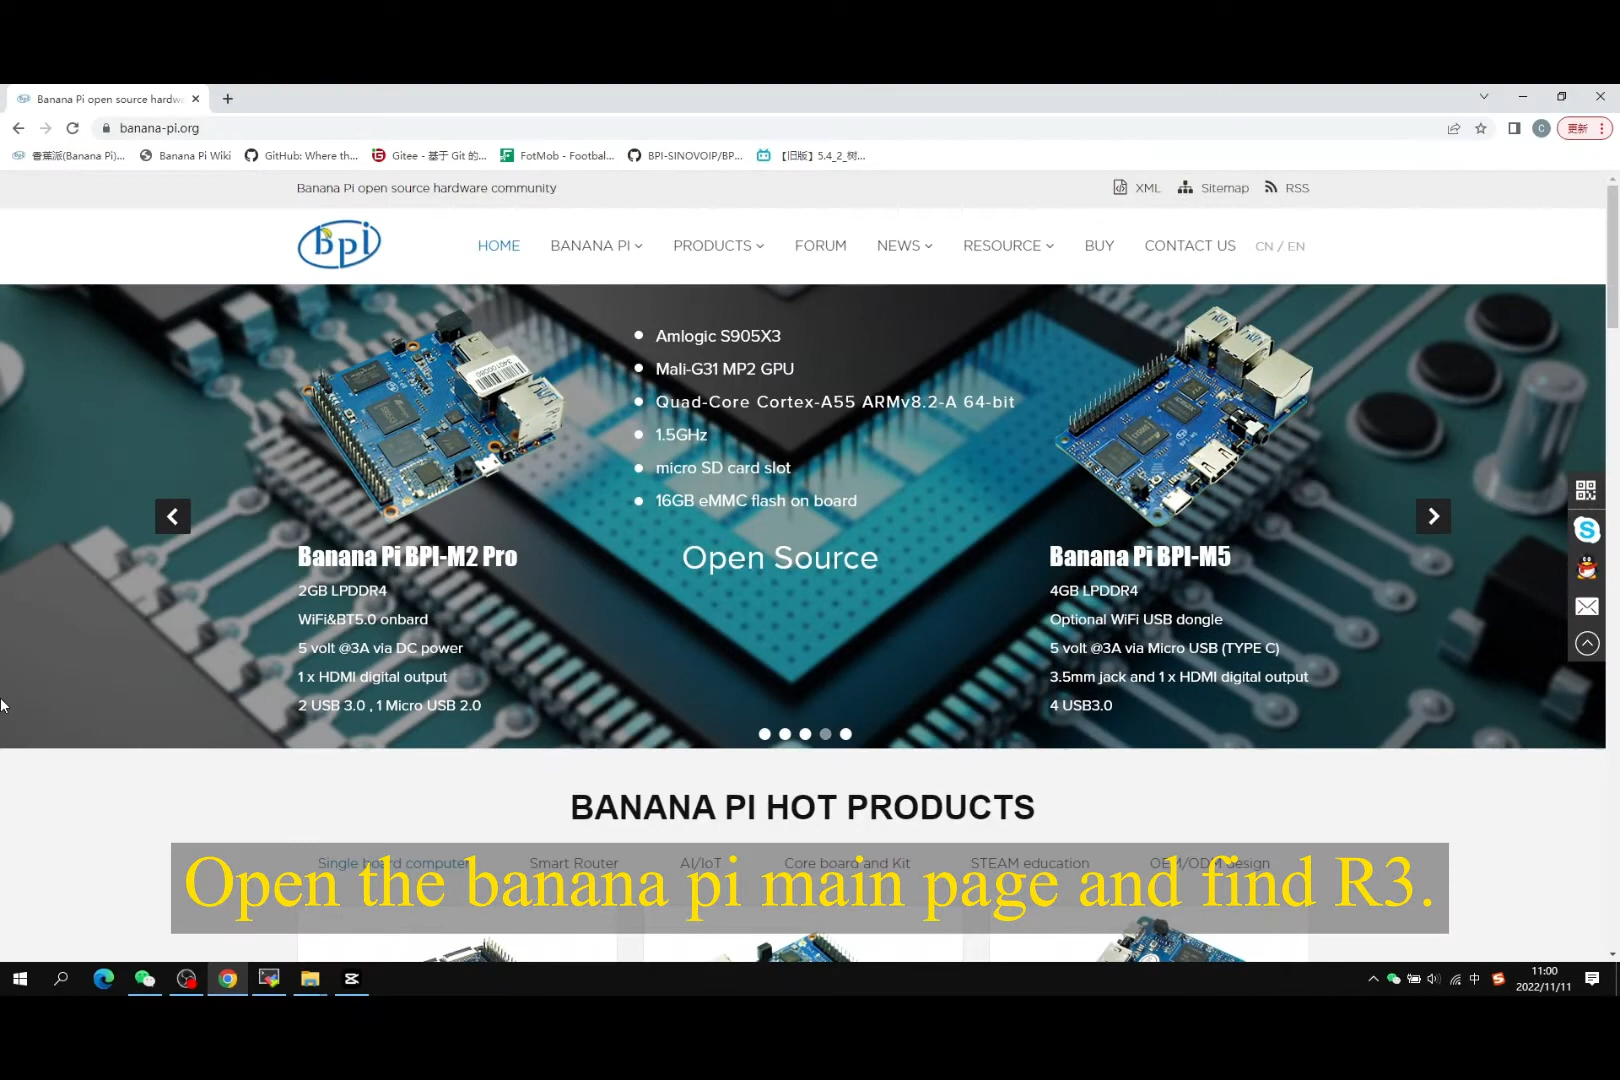 Banana Pi open source hardwa
banana-pi.org
更新
香蕉派(Banana Pi)...
Banana Pi Wiki
GitHub: Where th...
Gitee - 基于 Git 的...
FotMob - Footbal...
BPI-SINOVOIP/BP...
【旧版】5.4_2_树...
Banana Pi open source hardware community
XML
Sitemap
RSS
Bpi
HOME
BANANA PI
PRODUCTS
FORUM
NEWS
RESOURCE
BUY
CONTACT US
CN / EN
Amlogic S905X3
Mali-G31 MP2 GPU
Quad-Core Cortex-A55 ARMv8.2-A 64-bit
1.5GHz
micro SD card slot
16GB eMMC flash on board
Open Source
Banana Pi BPI-M2 Pro
2GB LPDDR4
WiFi&BT5.0 onbard
5 volt @3A via DC power
1 x HDMI digital output
2 USB 3.0 , 1 Micro USB 2.0
Banana Pi BPI-M5
4GB LPDDR4
Optional WiFi USB dongle
5 volt @3A via Micro USB (TYPE C)
3.5mm jack and 1 x HDMI digital output
4 USB3.0
BANANA PI HOT PRODUCTS
Single board computer
Smart Router
AI/IoT
Core board and Kit
STEAM education
OEM/ODM design
Open the banana pi main page and find R3.
中
11:00
2022/11/11